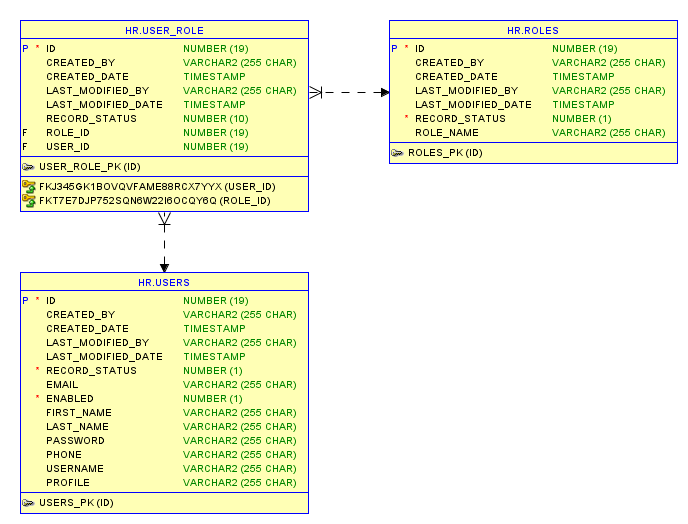 HR.USER_ROLE
P * ID NUMBER (19)
CREATED_BY VARCHAR2 (255 CHAR)
CREATED_DATE TIMESTAMP
LAST_MODIFIED_BY VARCHAR2 (255 CHAR)
LAST_MODIFIED_DATE TIMESTAMP
RECORD_STATUS NUMBER (10)
F ROLE_ID NUMBER (19)
F USER_ID NUMBER (19)
USER_ROLE_PK (ID)
FKJ345GK1BOVQVFAME88RCX7YYX (USER_ID)
FKT7E7DJP752SQN6W22I6OCQY6Q (ROLE_ID)
HR.ROLES
P * ID NUMBER (19)
CREATED_BY VARCHAR2 (255 CHAR)
CREATED_DATE TIMESTAMP
LAST_MODIFIED_BY VARCHAR2 (255 CHAR)
LAST_MODIFIED_DATE TIMESTAMP
* RECORD_STATUS NUMBER (1)
ROLE_NAME VARCHAR2 (255 CHAR)
ROLES_PK (ID)
HR.USERS
P * ID NUMBER (19)
CREATED_BY VARCHAR2 (255 CHAR)
CREATED_DATE TIMESTAMP
LAST_MODIFIED_BY VARCHAR2 (255 CHAR)
LAST_MODIFIED_DATE TIMESTAMP
* RECORD_STATUS NUMBER (1)
EMAIL VARCHAR2 (255 CHAR)
* ENABLED NUMBER (1)
FIRST_NAME VARCHAR2 (255 CHAR)
LAST_NAME VARCHAR2 (255 CHAR)
PASSWORD VARCHAR2 (255 CHAR)
PHONE VARCHAR2 (255 CHAR)
USERNAME VARCHAR2 (255 CHAR)
PROFILE VARCHAR2 (255 CHAR)
USERS_PK (ID)